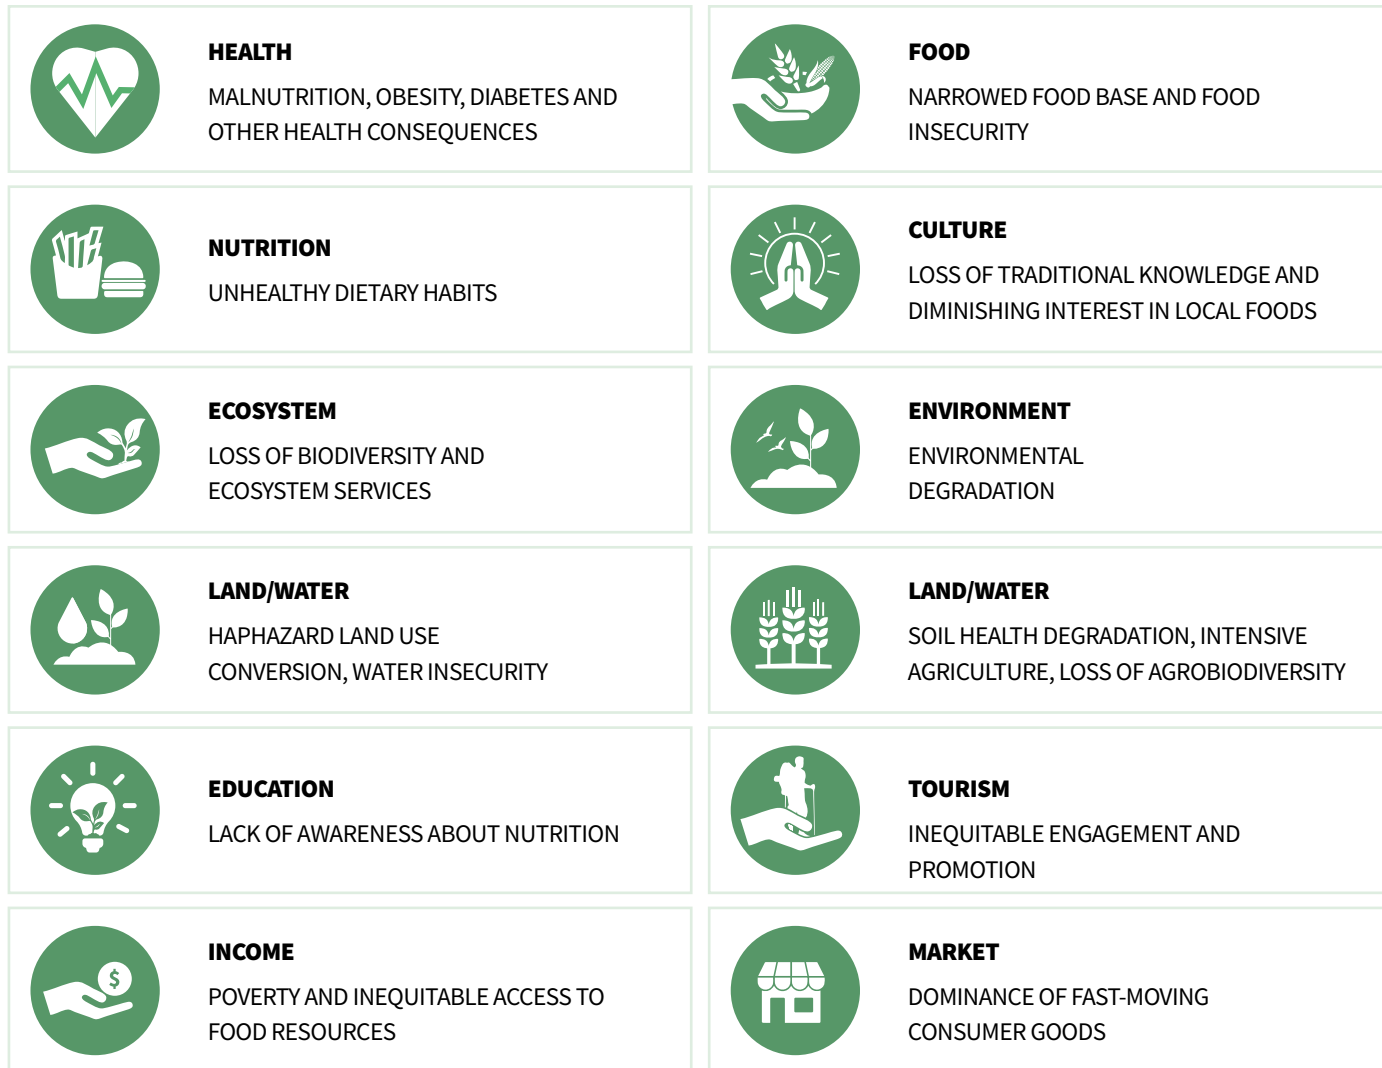 HEALTH
MALNUTRITION, OBESITY, DIABETES AND
OTHER HEALTH CONSEQUENCES
FOOD
NARROWED FOOD BASE AND FOOD
INSECURITY
NUTRITION
UNHEALTHY DIETARY HABITS
CULTURE
LOSS OF TRADITIONAL KNOWLEDGE AND
DIMINISHING INTEREST IN LOCAL FOODS
ECOSYSTEM
LOSS OF BIODIVERSITY AND
ECOSYSTEM SERVICES
ENVIRONMENT
ENVIRONMENTAL
DEGRADATION
LAND/WATER
HAPHAZARD LAND USE
CONVERSION, WATER INSECURITY
LAND/WATER
SOIL HEALTH DEGRADATION, INTENSIVE
AGRICULTURE, LOSS OF AGROBIODIVERSITY
EDUCATION
LACK OF AWARENESS ABOUT NUTRITION
TOURISM
INEQUITABLE ENGAGEMENT AND
PROMOTION
$
INCOME
POVERTY AND INEQUITABLE ACCESS TO
FOOD RESOURCES
MARKET
DOMINANCE OF FAST-MOVING
CONSUMER GOODS